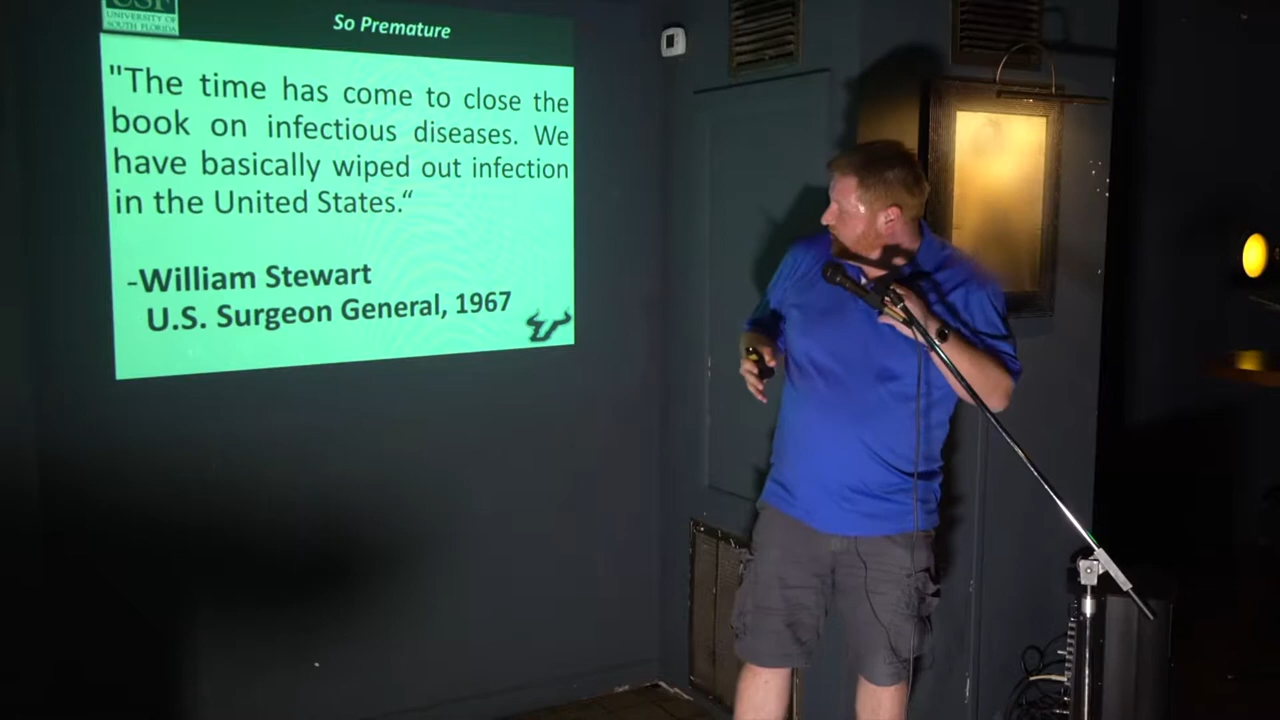 USF
UNIVERSITY OF
SOUTH FLORIDA
So Premature
"The time has come to close the
book on infectious diseases. We
have basically wiped out infection
in the United States.“
-William Stewart
U.S. Surgeon General, 1967